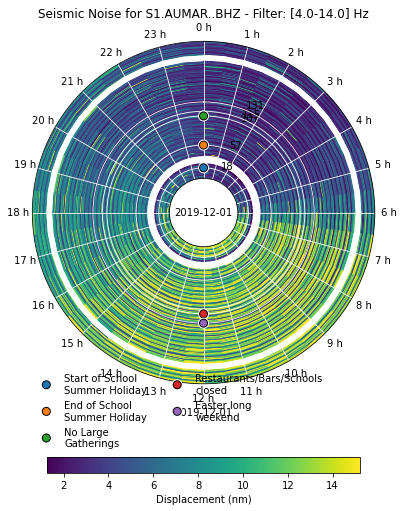 Seismic Noise for S1.AUMAR..BHZ - Filter: [4.0-14.0] Hz
0 h
23 h
1 h
22 h
2 h
21 h
3 h
20 h
4 h
19 h
5 h
18 h
6 h
17 h
7 h
16 h
8 h
15 h
9 h
14 h
10 h
13 h
11 h
12 h
131
57
18
2019-12-01
2019-12-01
Start of School
Summer Holiday
End of School
Summer Holiday
No Large
Gatherings
Restaurants/Bars/Schools
closed
Easter long
weekend
2 4 6 8 10 12 14
Displacement (nm)